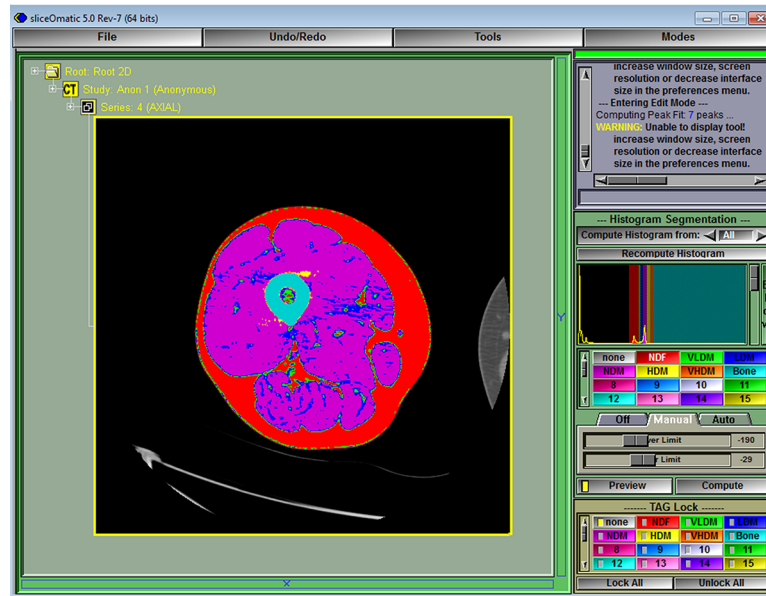 sliceOmatic 5.0 Rev-7 (64 bits)
File Undo/Redo Tools Modes
Root: Root 2D
CT Study: Anon 1 (Anonymous)
Series: 4 (AXIAL)
increase window size, screen
resolution or decrease interface
size in the preferences menu.
--- Entering Edit Mode ---
Computing Peak Fit: 7 peaks ...
WARNING: Unable to display tool!
increase window size, screen
resolution or decrease interface
size in the preferences menu.
--- Histogram Segmentation ---
Compute Histogram from: All
Recompute Histogram
none NDF VLDM LDM
NDM HDM VHDM Bone
8 9 10 11
12 13 14 15
Off Manual Auto
ver Limit -190
r Limit -29
Preview Compute
------- TAG Lock -------
none NDF VLDM LDM
NDM HDM VHDM Bone
8 9 10 11
12 13 14 15
Lock All Unlock All
Y
X